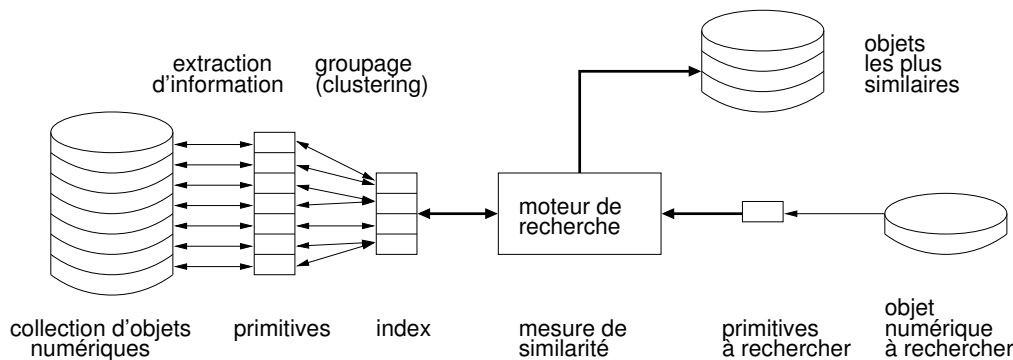 extraction
d'information
groupage
(clustering)
objets
les plus
similaires
moteur de
recherche
collection d'objets
numériques
primitives
index
mesure de
similarité
primitives
à rechercher
objet
numérique
à rechercher